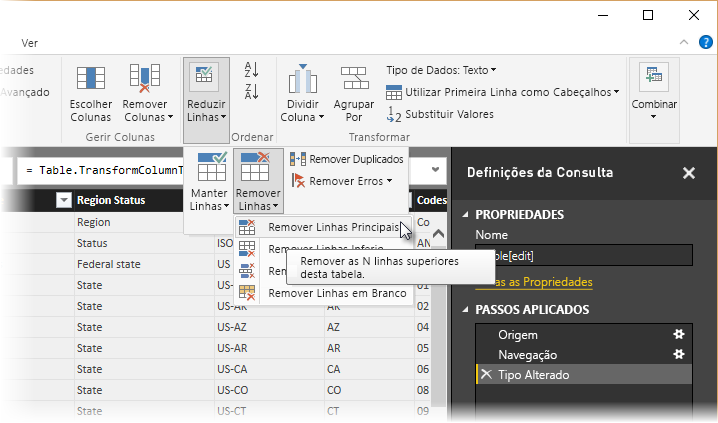 Ver
edades
Avançado
Escolher Colunas
Remover Colunas
Gerir Colunas
Reduzir Linhas
Ordenar
Dividir Coluna
Agrupar Por
Tipo de Dados: Texto
Utilizar Primeira Linha como Cabeçalhos
Substituir Valores
Transformar
Combinar
= Table.TransformColumnT
Manter Linhas
Remover Linhas
Remover Duplicados
Remover Erros
Remover Linhas Principais
Remover Linhas Inferio
Re
Remover Linhas em Branco
Remover as N linhas superiores
desta tabela.
Region Status
Codes
Region
Co
Status
ISO
AN
Federal state
US
State
US
01
State
US-AK
02
State
US-AZ
AZ
04
State
US-AR
AR
05
State
US-CA
CA
06
State
US-CO
CO
08
State
US-CT
CT
09
Definições da Consulta
PROPRIEDADES
Nome
ble[edit]
as as Propriedades
PASSOS APLICADOS
Origem
Navegação
Tipo Alterado